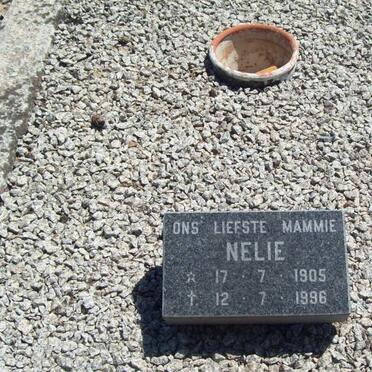 ONS LIEFSTE MAMMIE
NELIE
☆ 17 · 7 · 1905
✝ 12 · 7 · 1996